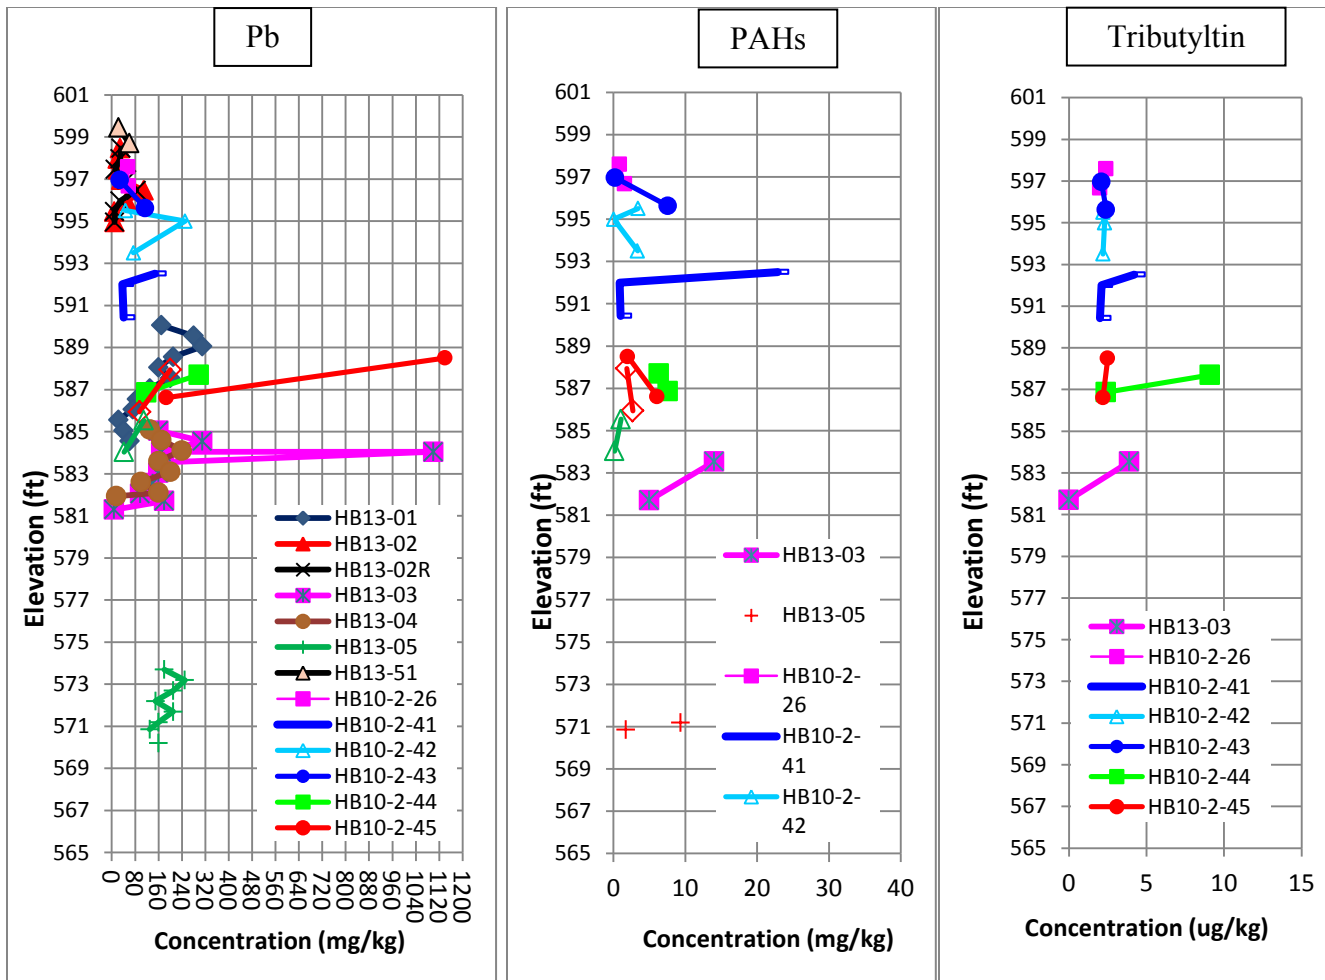 Pb
601
599
597
595
593
591
589
587
585
583
581
579
577
575
573
571
569
567
565
Elevation (ft)
HB13-01
HB13-02
HB13-02R
HB13-03
HB13-04
HB13-05
HB13-51
HB10-2-26
HB10-2-41
HB10-2-42
HB10-2-43
HB10-2-44
HB10-2-45
0
80
160
240
320
400
480
560
640
720
800
880
960
1040
1120
1200
Concentration (mg/kg)
PAHs
601
599
597
595
593
591
589
587
585
583
581
579
577
575
573
571
569
567
565
Elevation (ft)
HB13-03
HB13-05
HB10-2-
26
HB10-2-
41
HB10-2-
42
0 10 20 30 40
Concentration (mg/kg)
Tributyltin
601
599
597
595
593
591
589
587
585
583
581
579
577
575
573
571
569
567
565
Elevation (ft)
HB13-03
HB10-2-26
HB10-2-41
HB10-2-42
HB10-2-43
HB10-2-44
HB10-2-45
0 5 10 15
Concentration (ug/kg)